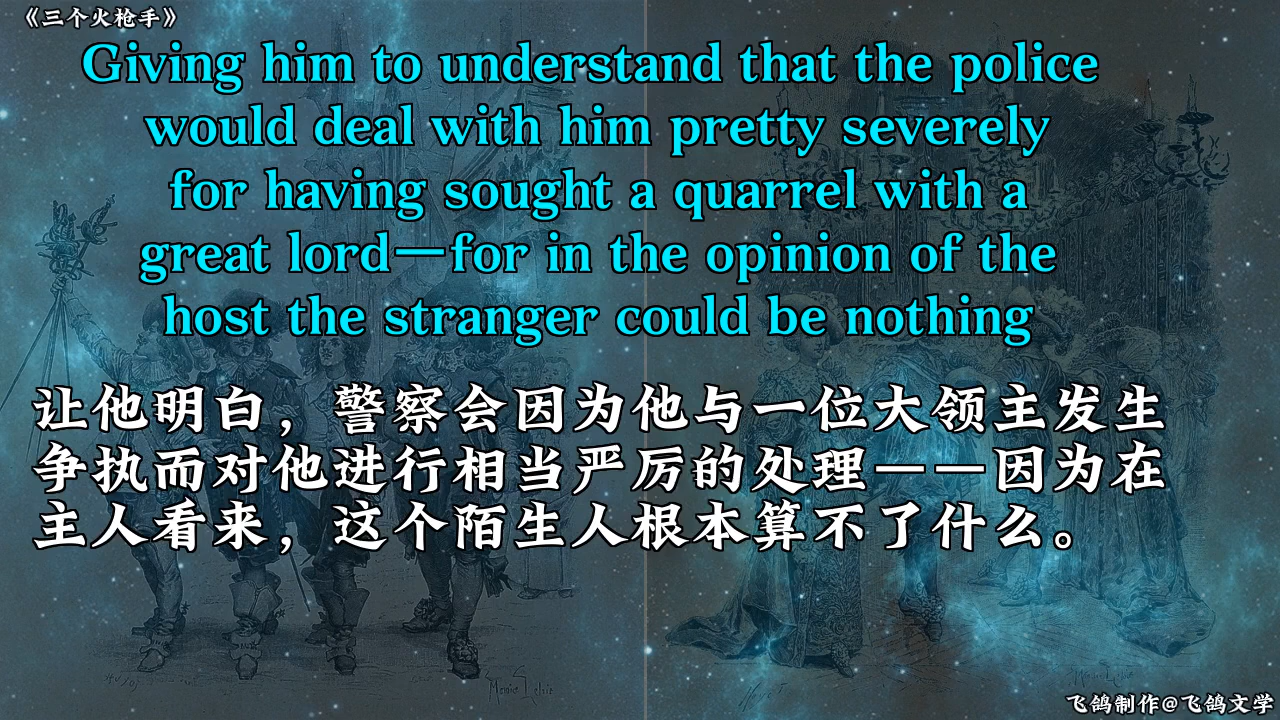 《三个火枪手》
Giving him to understand that the police
would deal with him pretty severely
for having sought a quarrel with a
great lord—for in the opinion of the
host the stranger could be nothing
让他明白，警察会因为他与一位大领主发生
争执而对他进行相当严厉的处理——因为在
主人看来，这个陌生人根本算不了什么。
飞鸽制作@飞鸽文学